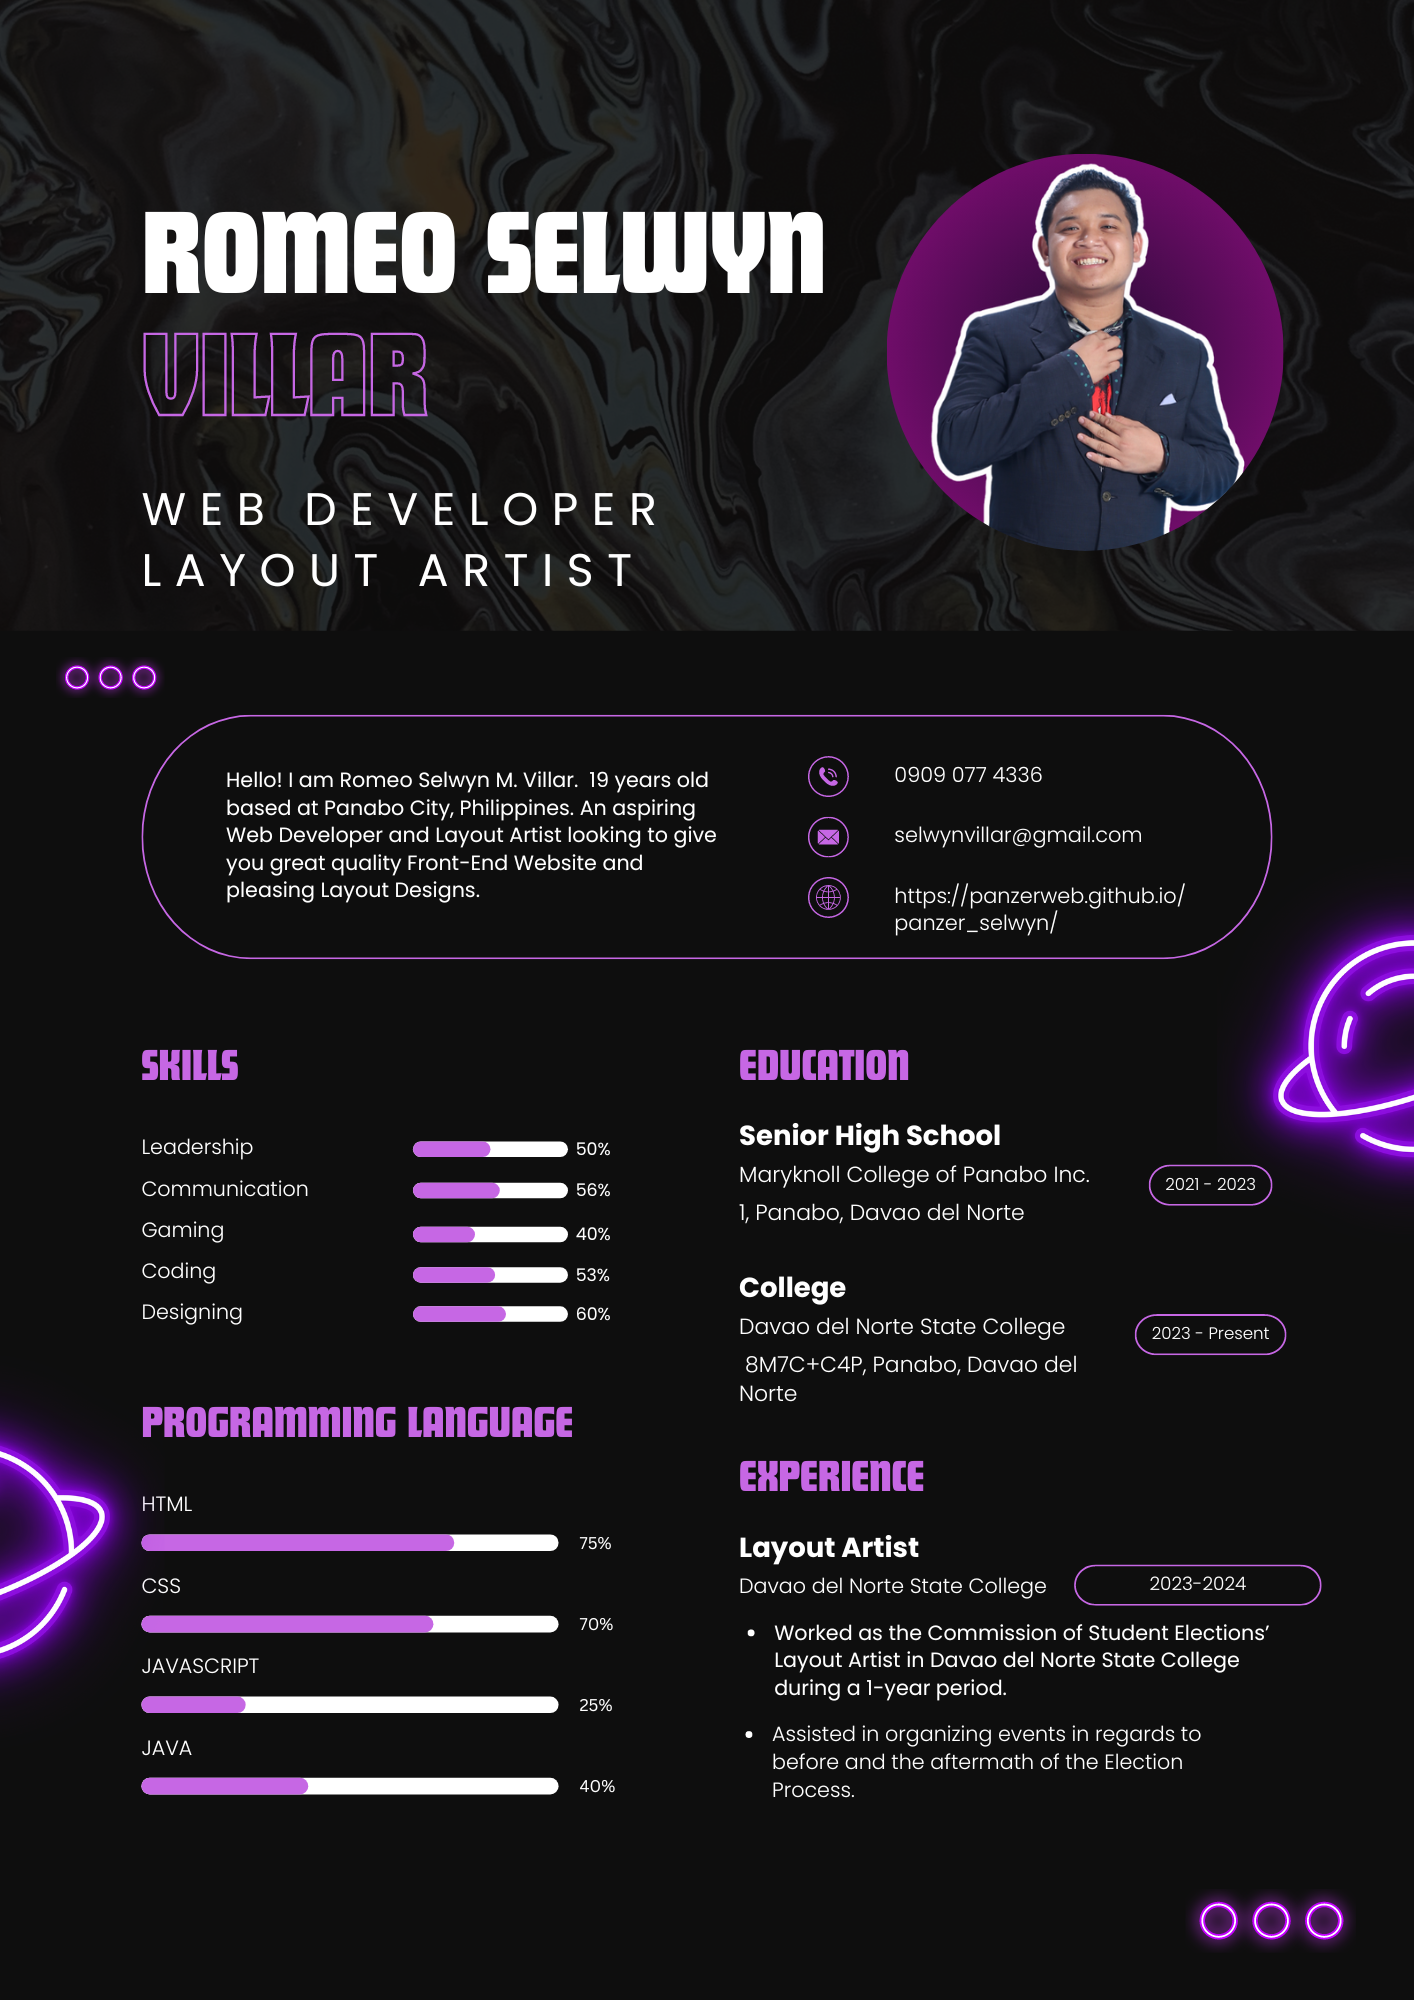 ROMEO SELWYN
VILLAR
WEB DEVELOPER
LAYOUT ARTIST
Hello! I am Romeo Selwyn M. Villar.  19 years old
based at Panabo City, Philippines. An aspiring
Web Developer and Layout Artist looking to give
you great quality Front-End Website and
pleasing Layout Designs.
0909 077 4336
selwynvillar@gmail.com
https://panzerweb.github.io/
panzer_selwyn/
SKILLS
Leadership 50%
Communication 56%
Gaming 40%
Coding 53%
Designing 60%
PROGRAMMING LANGUAGE
HTML
75%
CSS
70%
JAVASCRIPT
25%
JAVA
40%
EDUCATION
Senior High School
Maryknoll College of Panabo Inc.
2021 - 2023
1, Panabo, Davao del Norte
College
Davao del Norte State College
2023 - Present
8M7C+C4P, Panabo, Davao del
Norte
EXPERIENCE
Layout Artist
Davao del Norte State College 2023-2024
• Worked as the Commission of Student Elections’
Layout Artist in Davao del Norte State College
during a 1-year period.
• Assisted in organizing events in regards to
before and the aftermath of the Election
Process.